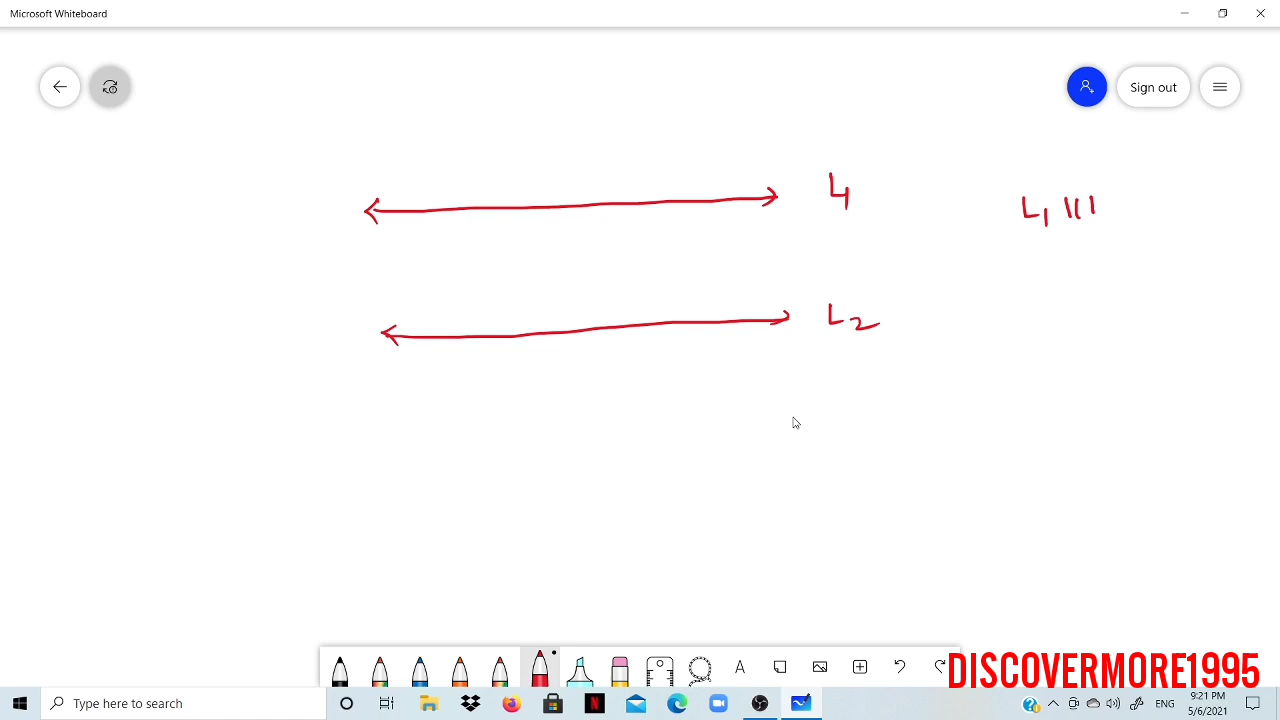 Microsoft Whiteboard
Sign out
L1
L1 ||
L2
A
DISCOVERMORE1995
Type here to search
ENG
9:21 PM
5/6/2021